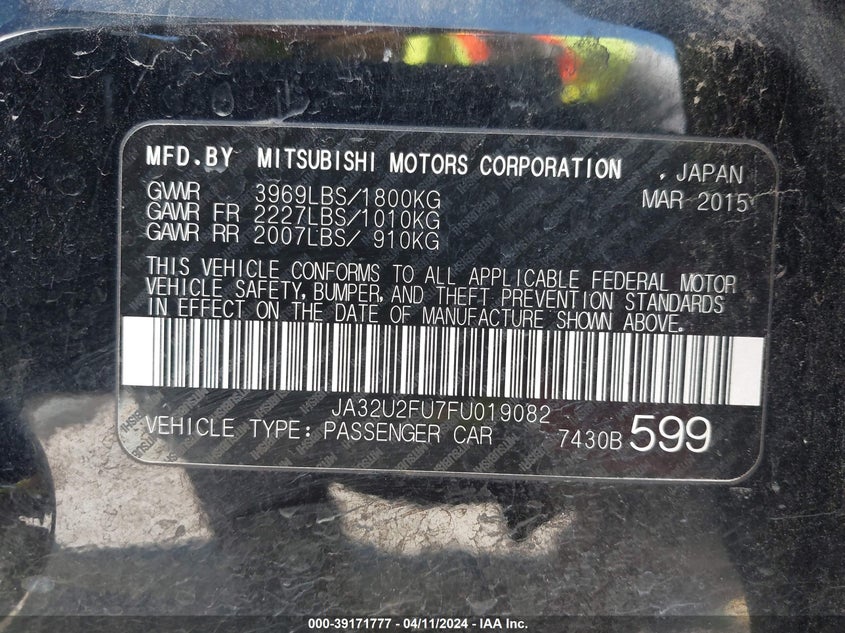 MFD.BY MITSUBISHI MOTORS CORPORATION , JAPAN
GVWR 3969LBS/1800KG MAR 2015
GAWR FR 2227LBS/1010KG
GAWR RR 2007LBS/ 910KG
THIS VEHICLE CONFORMS TO ALL APPLICABLE FEDERAL MOTOR
VEHICLE SAFETY, BUMPER, AND THEFT PREVENTION STANDARDS
IN EFFECT ON THE DATE OF MANUFACTURE SHOWN ABOVE.
JA32U2FU7FU019082
VEHICLE TYPE: PASSENGER CAR 7430B 599
000-39171777 - 04/11/2024 - IAA Inc.